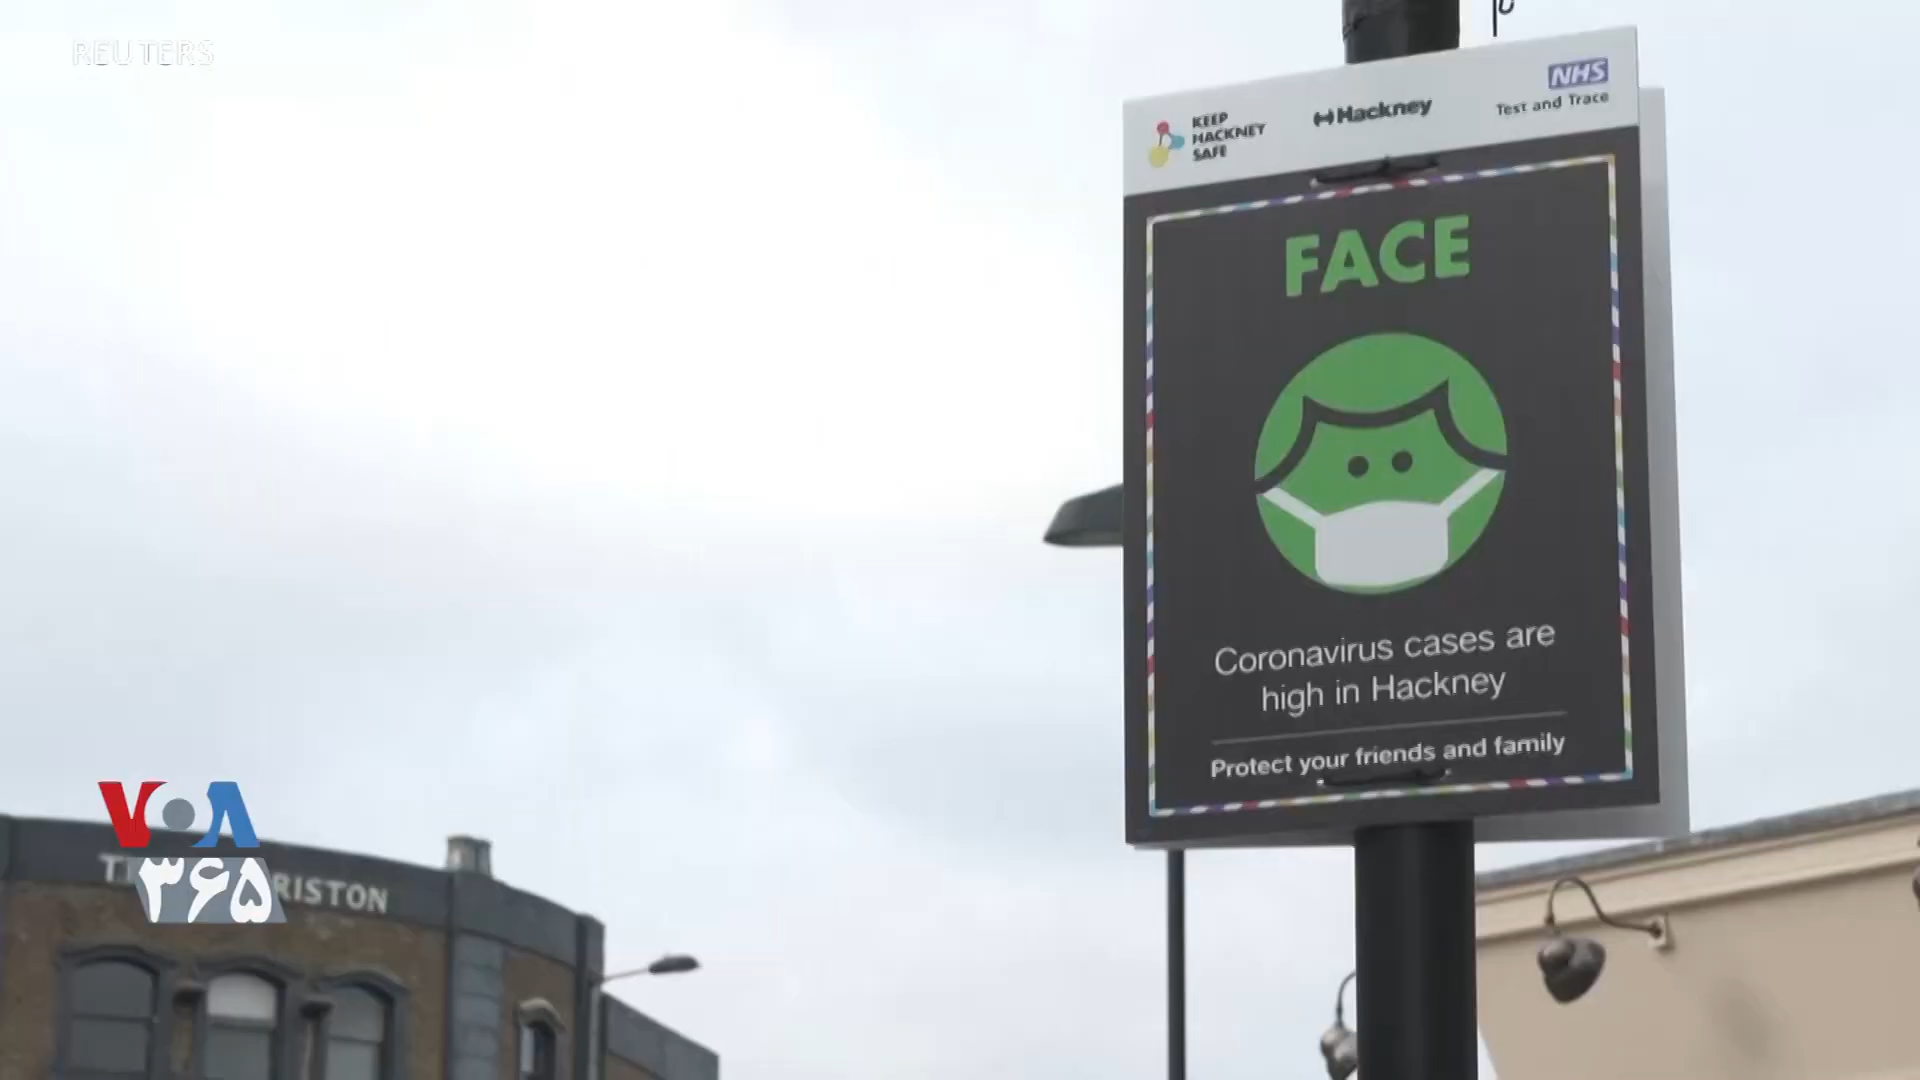 REUTERS
KEEP
HACKNEY
SAFE
Hackney
NHS
Test and Trace
FACE
Coronavirus cases are
high in Hackney
Protect your friends and family
VOA
۳۶۵
RISTON